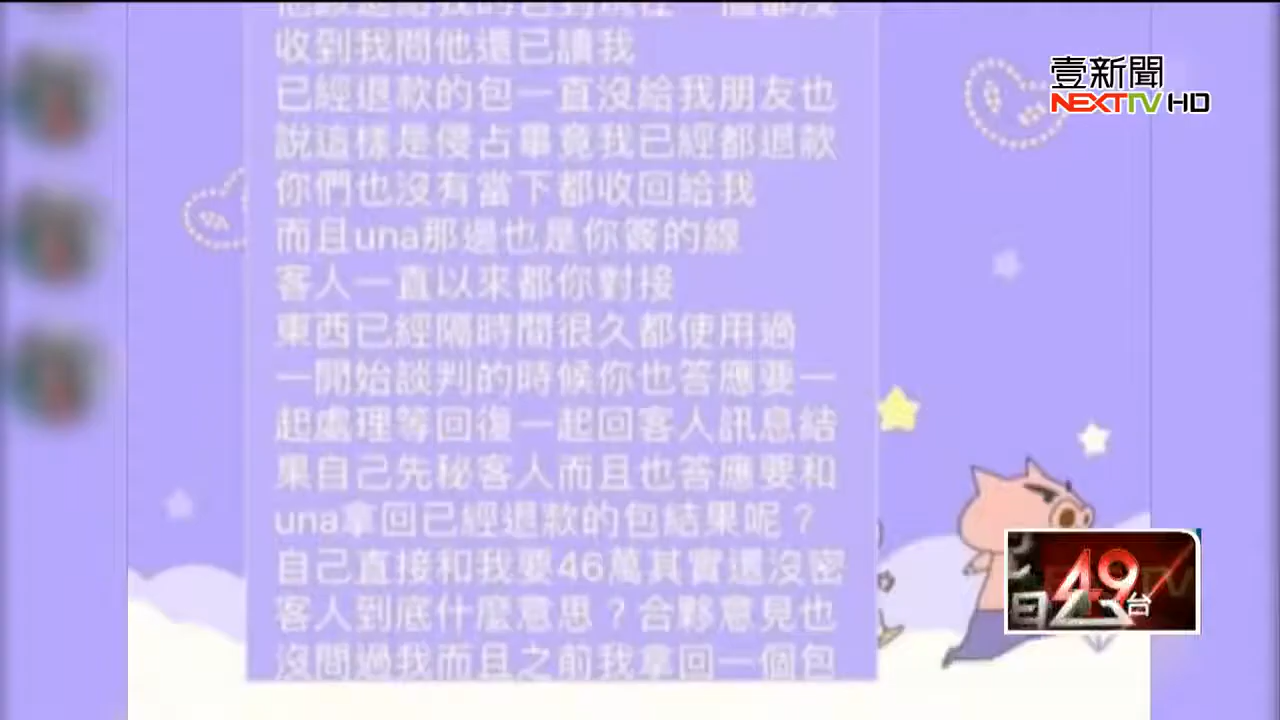 收到我問他還已讀我
已經退款的包一直沒給我朋友也
說這樣是侵占畢竟我已經都退款
你們也沒有當下都收回給我
而且una那邊也是你簽的線
客人一直以來都你對接
東西已經隔時間很久都使用過
一開始談判的時候你也答應要一
起處理等回復一起回客人訊息結
果自己先秘客人而且也答應要和
una拿回已經退款的包結果呢？
自己直接和我要46萬其實還沒密
客人到底什麼意思？合夥意見也
沒問過我而且之前我拿回一個包
壹新聞
NEXTTV HD
49
台